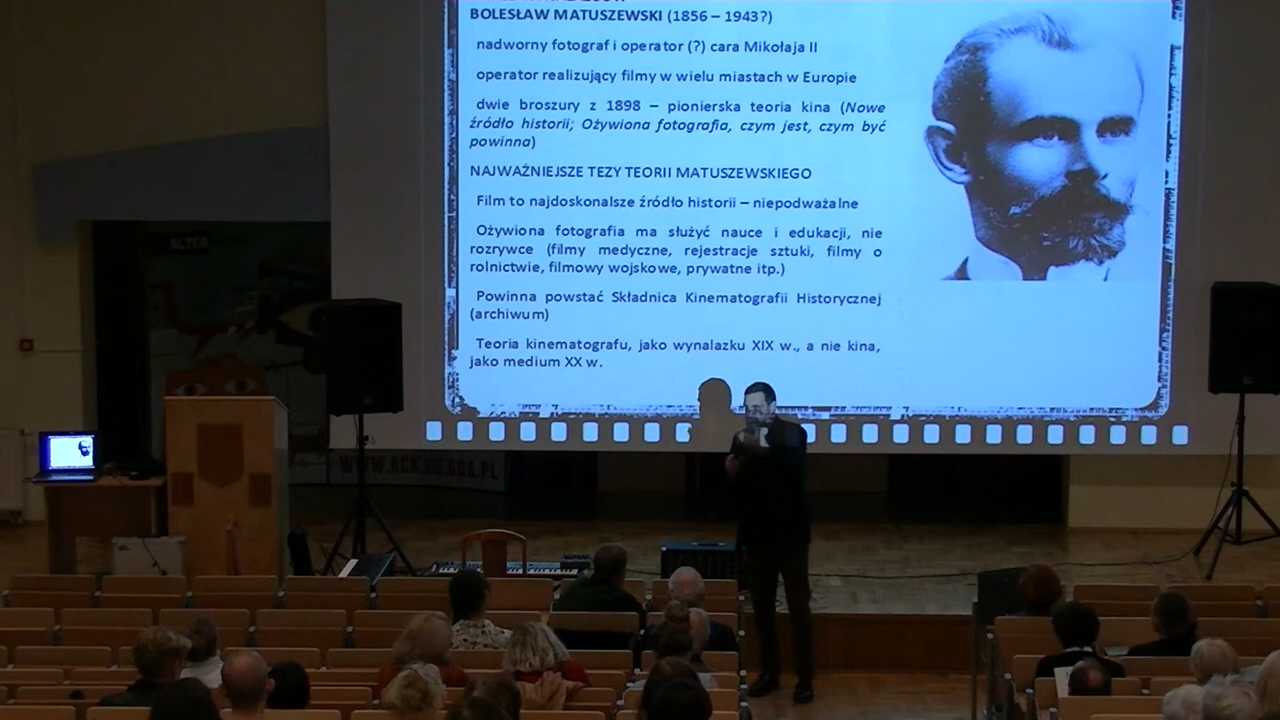 BOLESŁAW MATUSZEWSKI (1856 – 1943?)
nadworny fotograf i operator (?) cara Mikołaja II
operator realizujący filmy w wielu miastach w Europie
dwie broszury z 1898 – pionierska teoria kina (Nowe
źródło historii; Ożywiona fotografia, czym jest, czym być
powinna)
NAJWAŻNIEJSZE TEZY TEORII MATUSZEWSKIEGO
Film to najdoskonalsze źródło historii – niepodważalne
Ożywiona fotografia ma służyć nauce i edukacji, nie
rozrywce (filmy medyczne, rejestracje sztuki, filmy o
rolnictwie, filmowy wojskowe, prywatne itp.)
Powinna powstać Składnica Kinematografii Historycznej
(archiwum)
Teoria kinematografu, jako wynalazku XIX w., a nie kina,
jako medium XX w.
ALTER
WWW.ACK.UG.GDA.PL